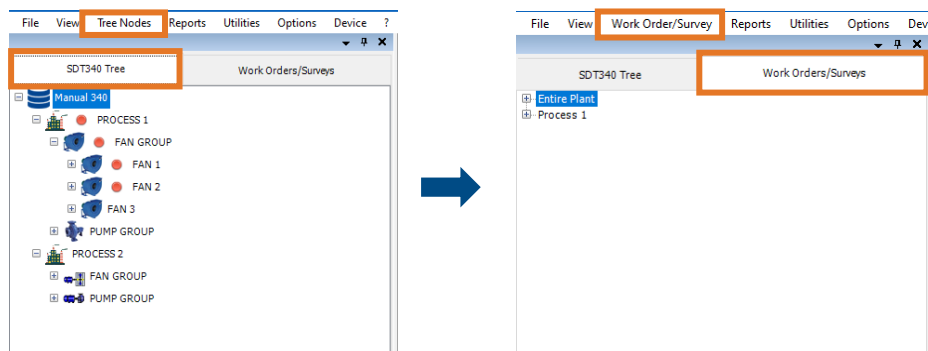 File View Tree Nodes Reports Utilities Options Device ?
SDT340 Tree Work Orders/Surveys
Manual 340
PROCESS 1
FAN GROUP
FAN 1
FAN 2
FAN 3
PUMP GROUP
PROCESS 2
FAN GROUP
PUMP GROUP
File View Work Order/Survey Reports Utilities Options Dev
SDT340 Tree Work Orders/Surveys
Entire Plant
Process 1